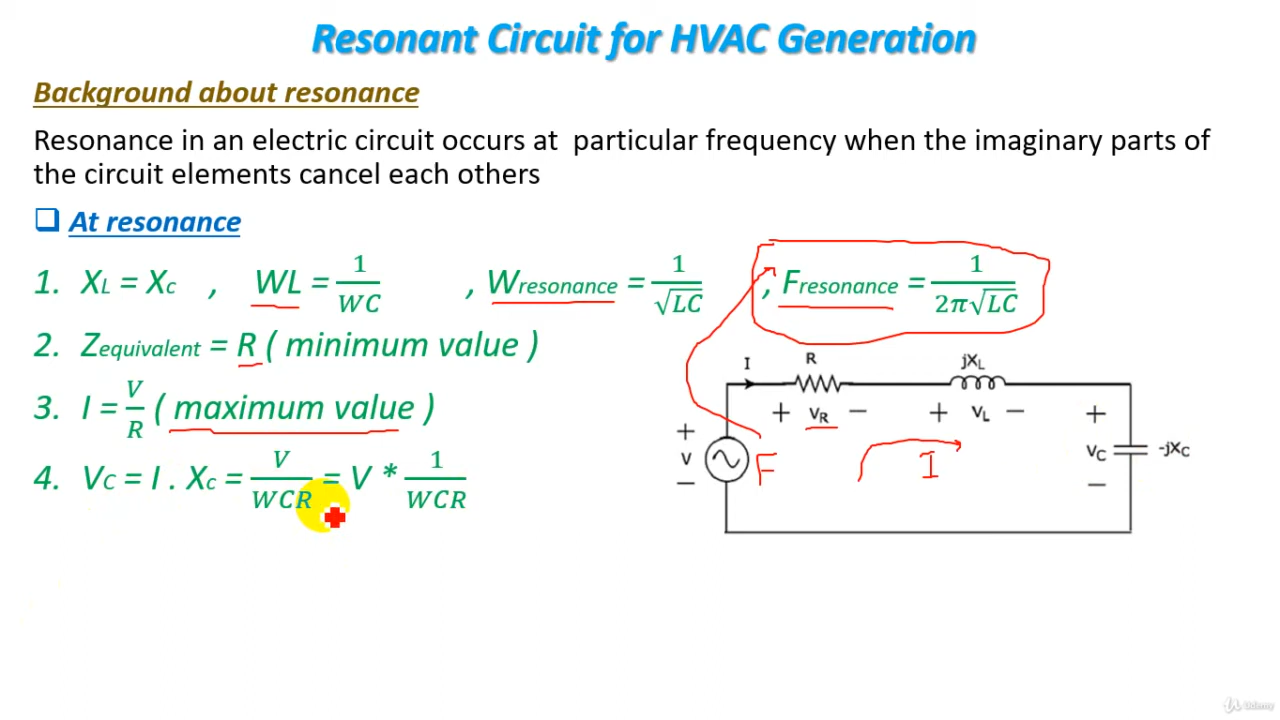 Resonant Circuit for HVAC Generation
Background about resonance
Resonance in an electric circuit occurs at particular frequency when the imaginary parts of
the circuit elements cancel each others
❑ At resonance
1. XL = Xc , WL = 1/WC , Wresonance = 1/√LC , Fresonance = 1/2π√LC
2. Zequivalent = R ( minimum value )
3. I = V/R ( maximum value )
4. VC = I . Xc = V/WCR = V * 1/WCR
I
R
jXL
+ VR −
+ VL −
+
V
−
F
I
+
VC
−
-jXC
Udemy